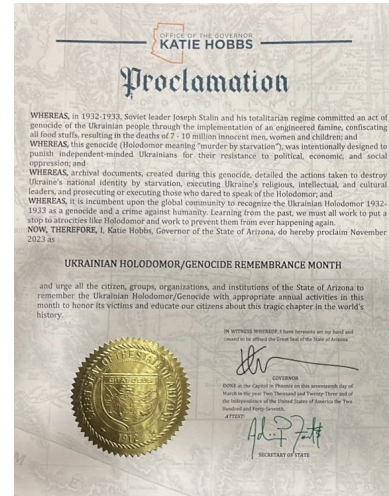 OFFICE OF THE GOVERNOR
KATIE HOBBS
Proclamation
WHEREAS, in 1932-1933, Soviet leader Joseph Stalin and his totalitarian regime committed an act of
genocide of the Ukrainian people through the implementation of an engineered famine, confiscating
all food stuffs, resulting in the deaths of 7 - 10 million innocent men, women and children; and
WHEREAS, this genocide (Holodomor meaning "murder by starvation"), was intentionally designed to
punish independent-minded Ukrainians for their resistance to political, economic, and social
oppression; and
WHEREAS, archival documents, created during this genocide, detailed the actions taken to destroy
Ukraine's national identity by starvation, executing Ukraine's religious, intellectual, and cultural
leaders, and prosecuting or executing those who dared to speak of the Holodomor; and
WHEREAS, it is incumbent upon the global community to recognize the Ukrainian Holodomor 1932-
1933 as a genocide and a crime against humanity. Learning from the past, we must all work to put a
stop to atrocities like Holodomor and work to prevent them from ever happening again.
NOW, THEREFORE, I, Katie Hobbs, Governor of the State of Arizona, do hereby proclaim November
2023 as
UKRAINIAN HOLODOMOR/GENOCIDE REMEMBRANCE MONTH
and urge all the citizen, groups, organizations, and institutions of the State of Arizona to
remember the Ukrainian Holodomor/Genocide with appropriate annual activities in this
month to honor its victims and educate our citizens about this tragic chapter in the world's
history.
IN WITNESS WHEREOF, I have hereunto set my hand and
caused to be affixed the Great Seal of the State of Arizona
GOVERNOR
DONE at the Capitol in Phoenix on this seventeenth day of
March in the year Two Thousand and Twenty-Three and of
the Independence of the United States of America the Two
Hundred and Forty-Seventh.
ATTEST:
SECRETARY OF STATE